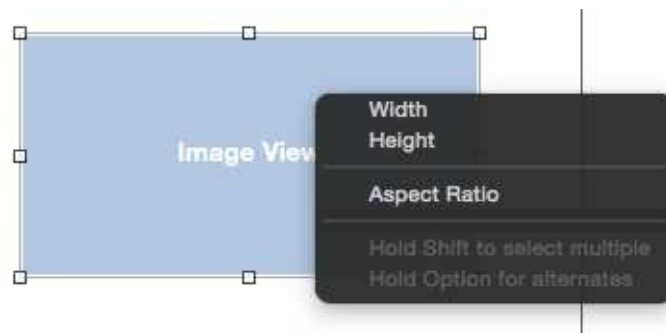 Image View
Width
Height
Aspect Ratio
Hold Shift to select multiple
Hold Option for alternates